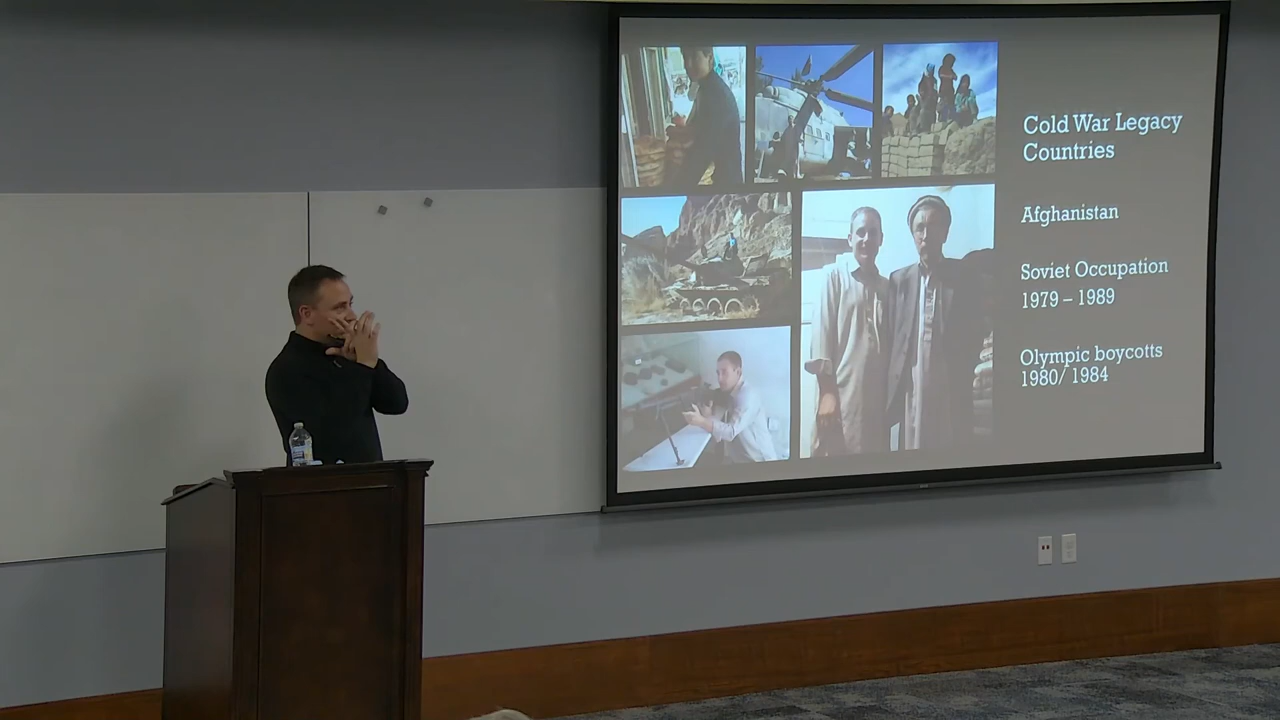 Cold War Legacy
Countries
Afghanistan
Soviet Occupation
1979 – 1989
Olympic boycotts
1980/ 1984